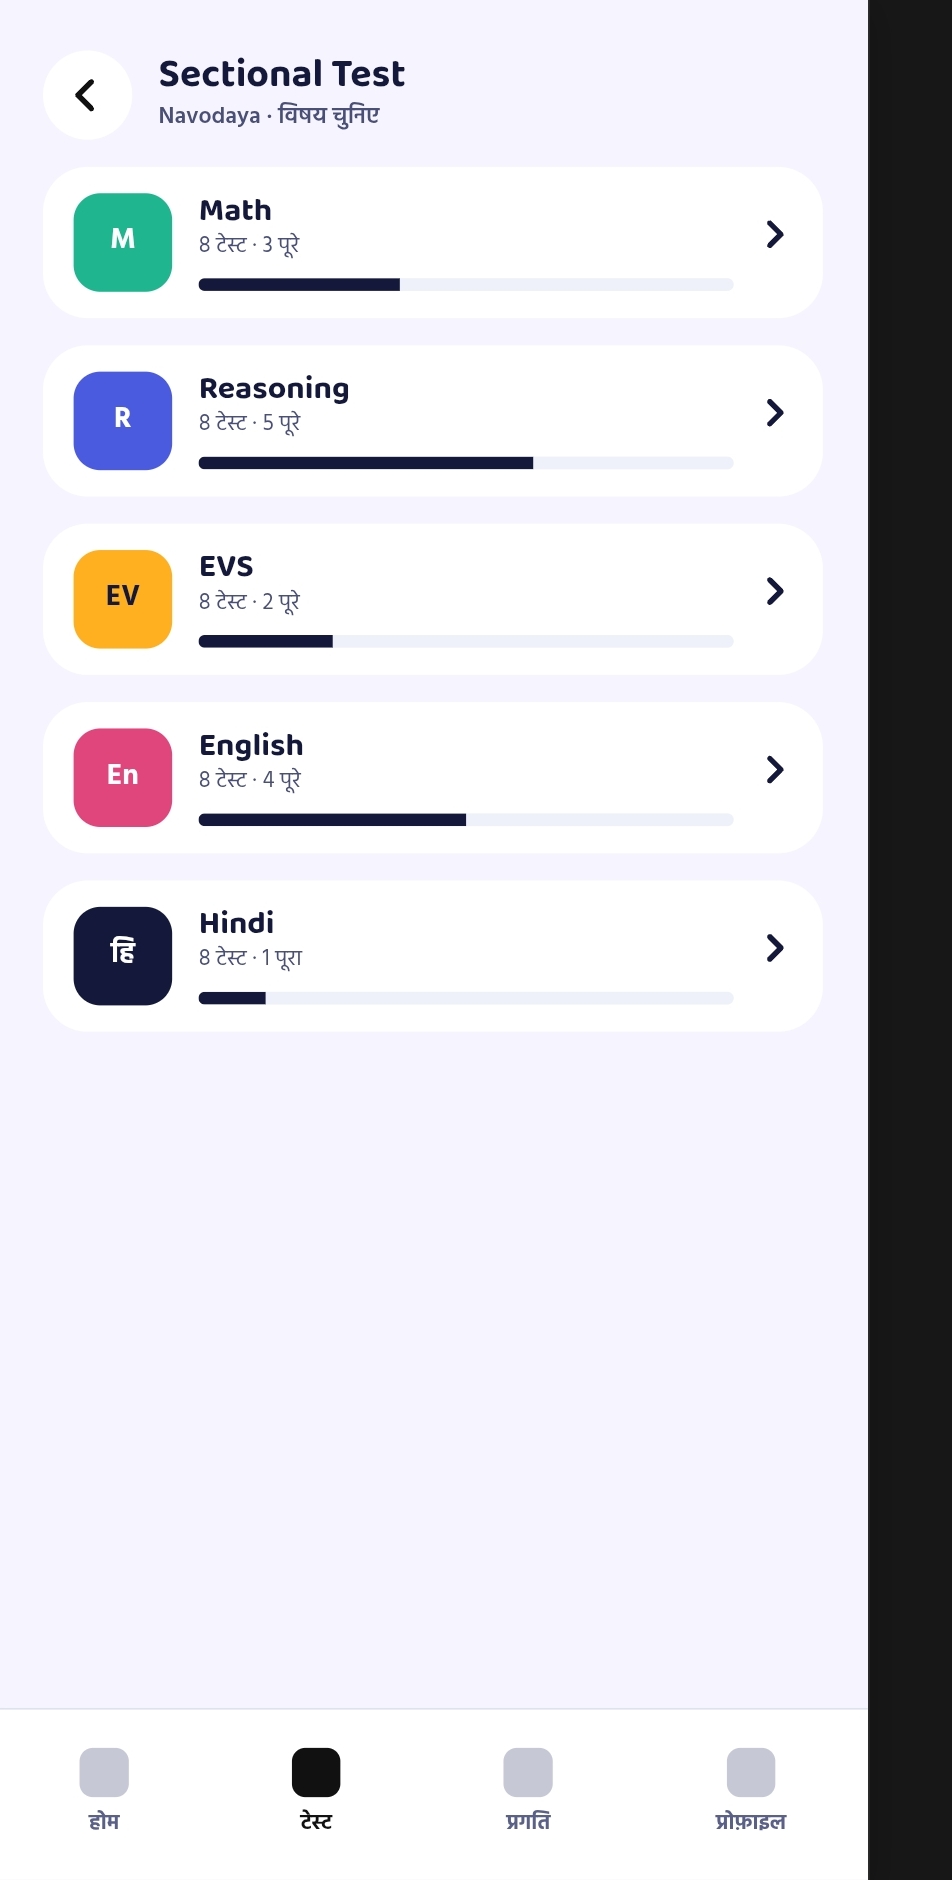 Sectional Test
Navodaya · विषय चुनिए
M
Math
8 टेस्ट · 3 पूरे
R
Reasoning
8 टेस्ट · 5 पूरे
EV
EVS
8 टेस्ट · 2 पूरे
En
English
8 टेस्ट · 4 पूरे
हि
Hindi
8 टेस्ट · 1 पूरा
होम
टेस्ट
प्रगति
प्रोफ़ाइल